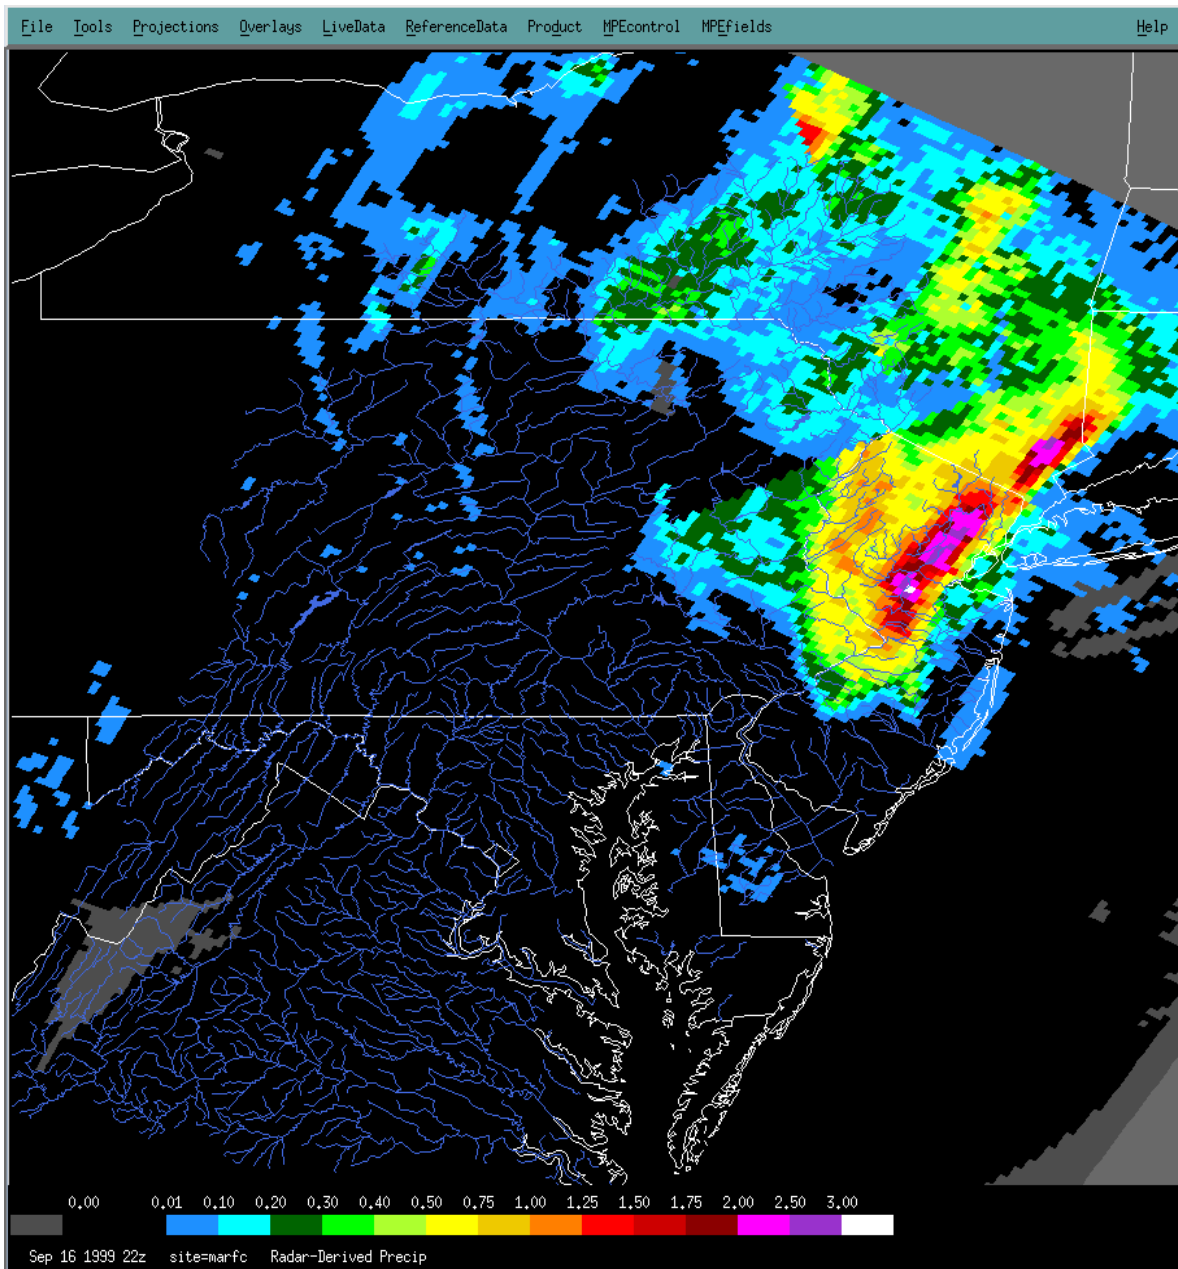 File Tools Projections Overlays LiveData ReferenceData Product MPEcontrol MPEfields Help
0.00 0.01 0.10 0.20 0.30 0.40 0.50 0.75 1.00 1.25 1.50 1.75 2.00 2.50 3.00
Sep 16 1999 22z site=marfc Radar-Derived Precip